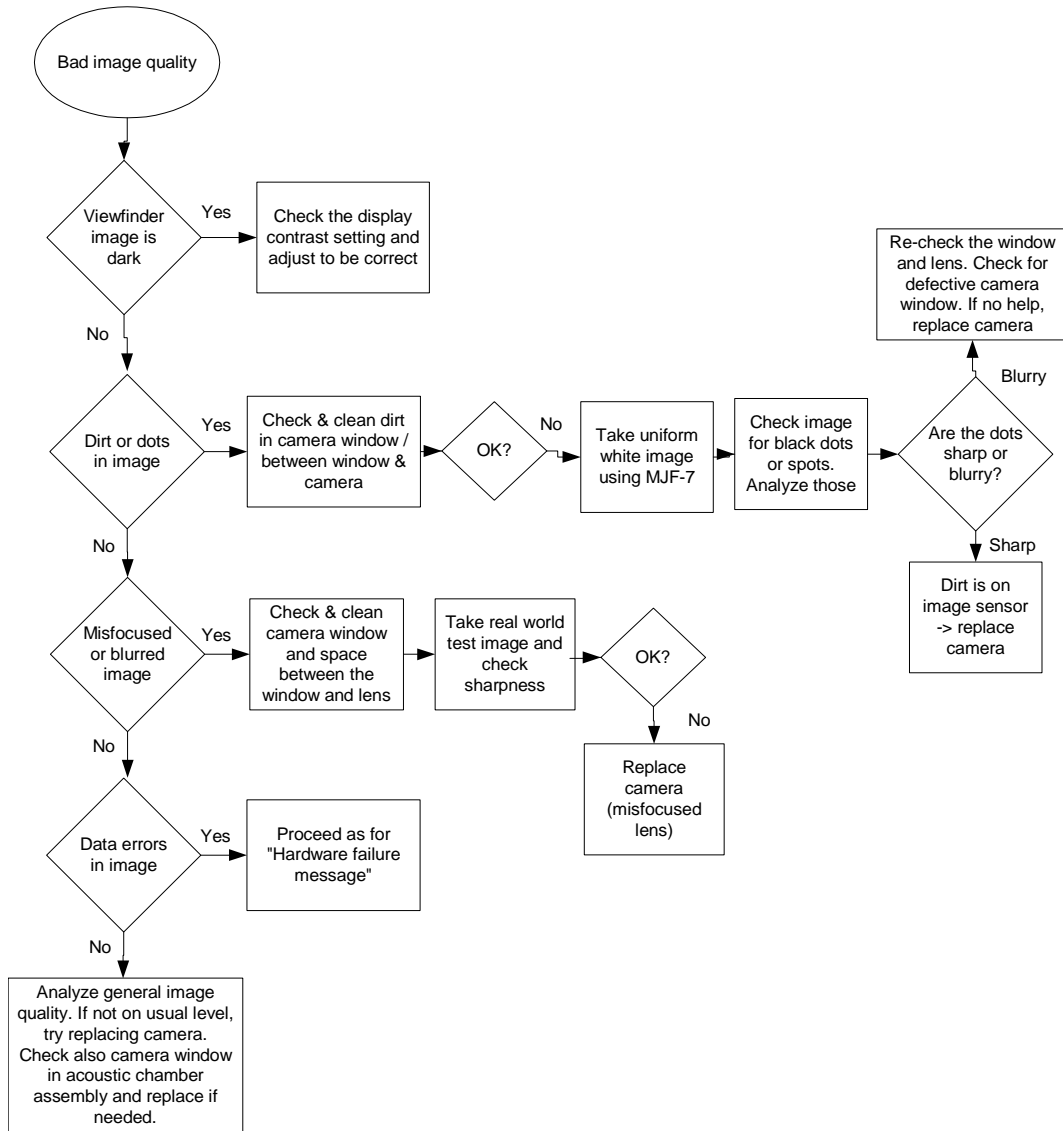 Bad image quality
Viewfinder
image is
dark
Yes
Check the display
contrast setting and
adjust to be correct
No
Dirt or dots
in image
Yes
Check & clean dirt
in camera window /
between window &
camera
OK?
No
Take uniform
white image
using MJF-7
Check image
for black dots
or spots.
Analyze those
Are the dots
sharp or
blurry?
Blurry
Re-check the window
and lens. Check for
defective camera
window. If no help,
replace camera
Sharp
Dirt is on
image sensor
-> replace
camera
No
Misfocused
or blurred
image
Yes
Check & clean
camera window
and space
between the
window and lens
Take real world
test image and
check
sharpness
OK?
No
Replace
camera
(misfocused
lens)
No
Data errors
in image
Yes
Proceed as for
"Hardware failure
message"
No
Analyze general image
quality. If not on usual level,
try replacing camera.
Check also camera window
in acoustic chamber
assembly and replace if
needed.